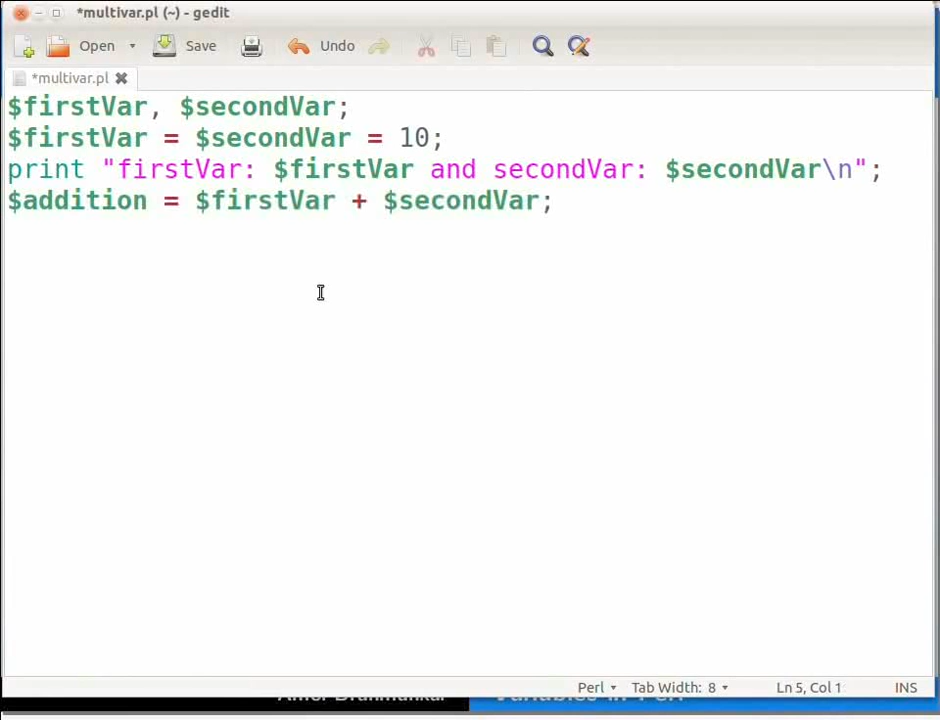 *multivar.pl (~) - gedit
Open Save Undo
*multivar.pl
$firstVar, $secondVar;
$firstVar = $secondVar = 10;
print "firstVar: $firstVar and secondVar: $secondVar\n";
$addition = $firstVar + $secondVar;
Perl Tab Width: 8 Ln 5, Col 1 INS